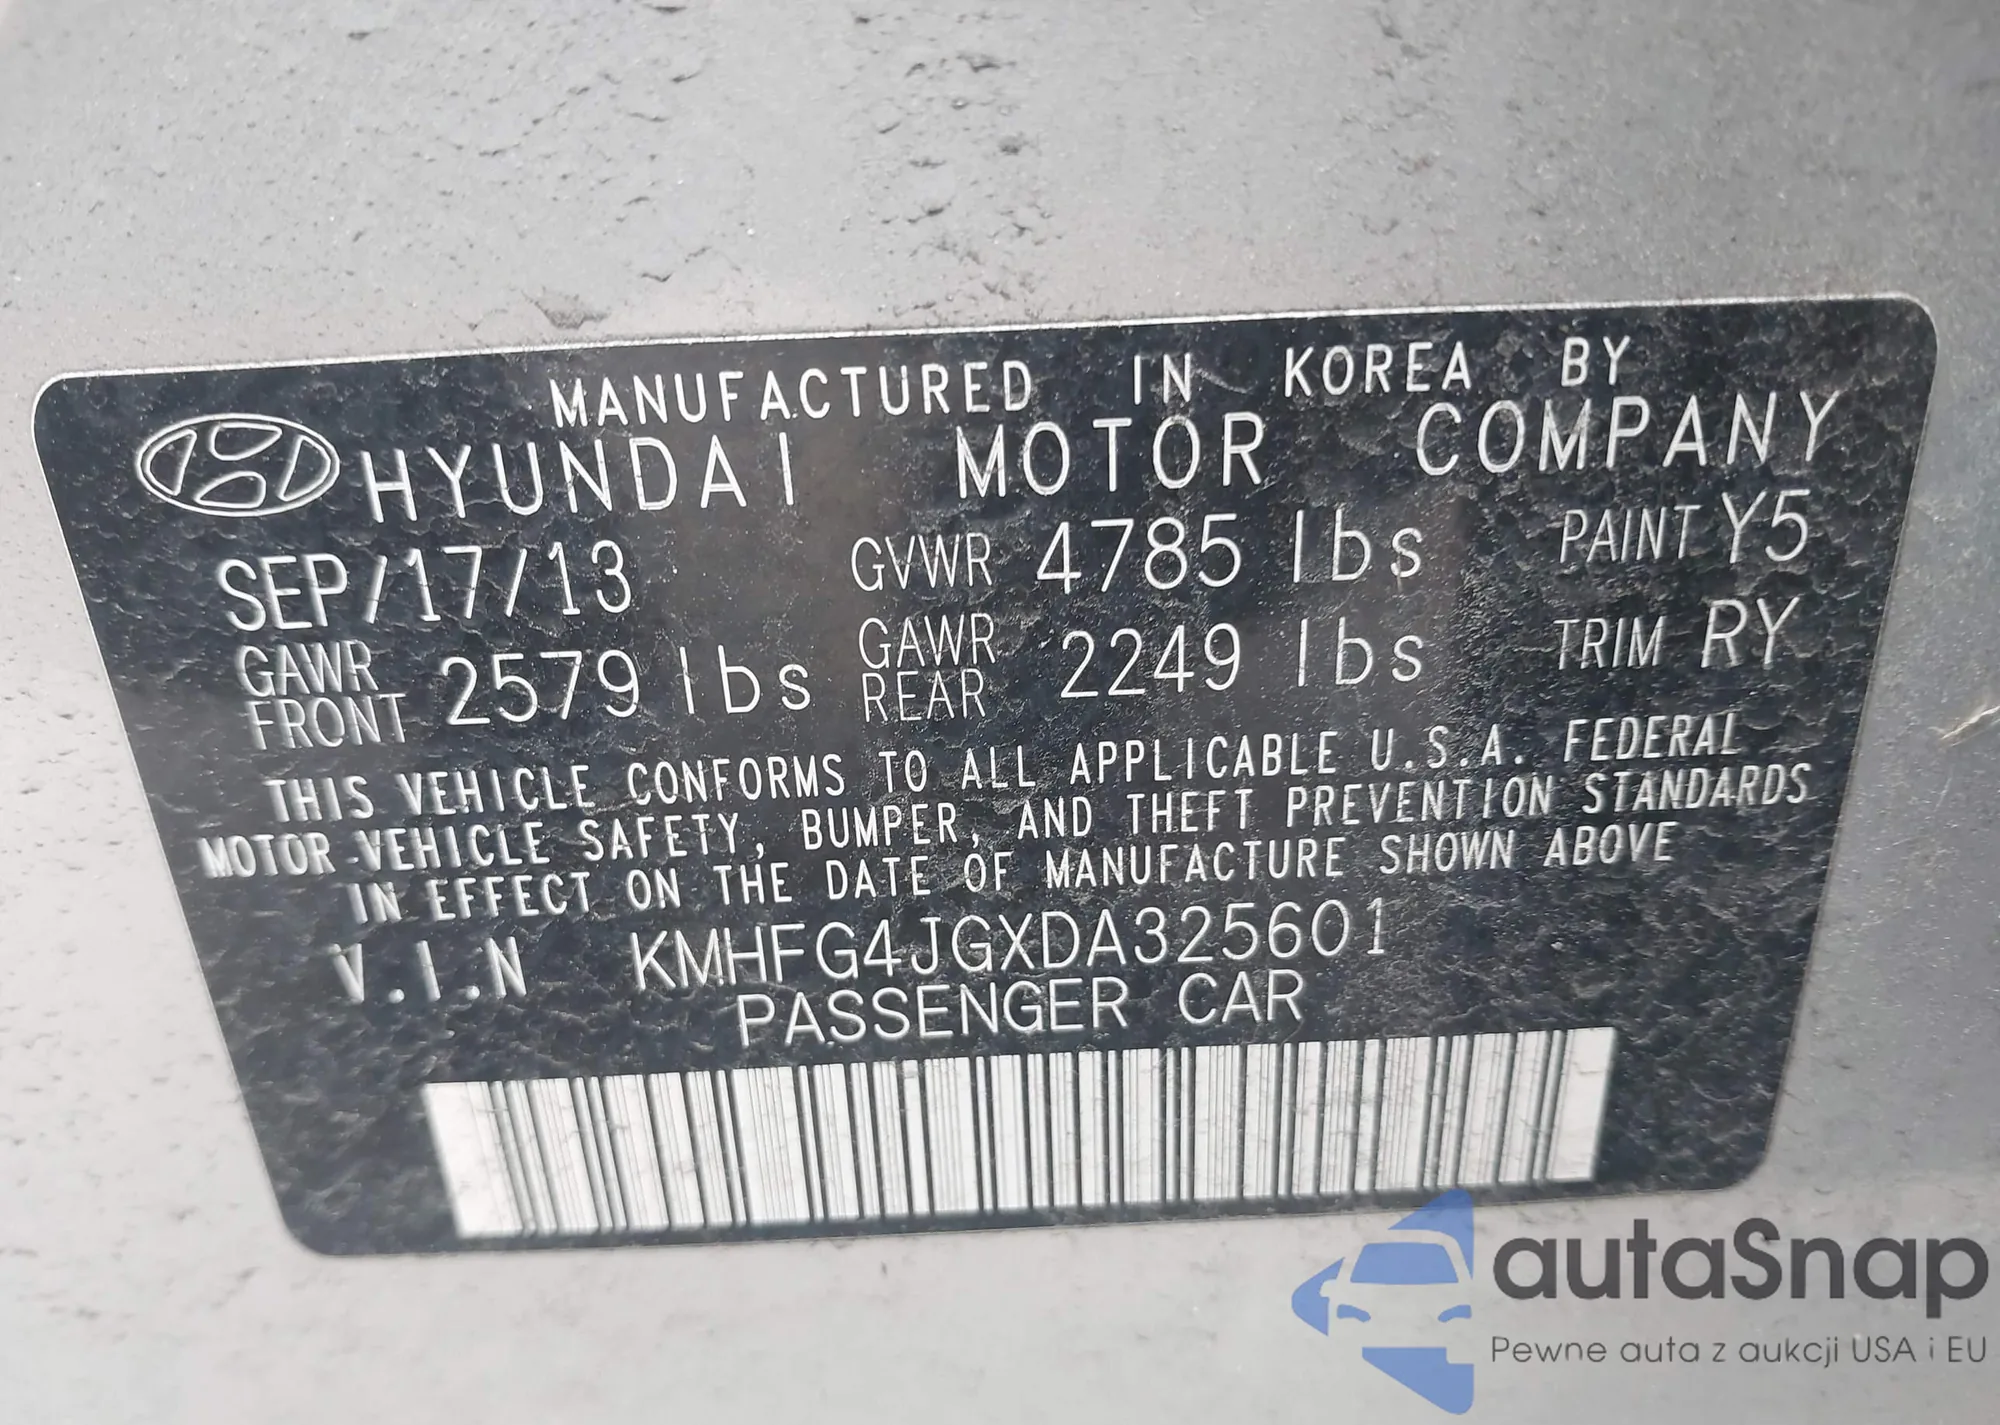 MANUFACTURED IN KOREA BY
HYUNDAI MOTOR COMPANY
SEP/17/13 GVWR 4785 lbs PAINT Y5
GAWR FRONT 2579 lbs GAWR REAR 2249 lbs TRIM RY
THIS VEHICLE CONFORMS TO ALL APPLICABLE U.S.A. FEDERAL
MOTOR VEHICLE SAFETY, BUMPER, AND THEFT PREVENTION STANDARDS
IN EFFECT ON THE DATE OF MANUFACTURE SHOWN ABOVE
V.I.N KMHFG4JGXDA325601
PASSENGER CAR
autaSnap
Pewne auta z aukcji USA i EU